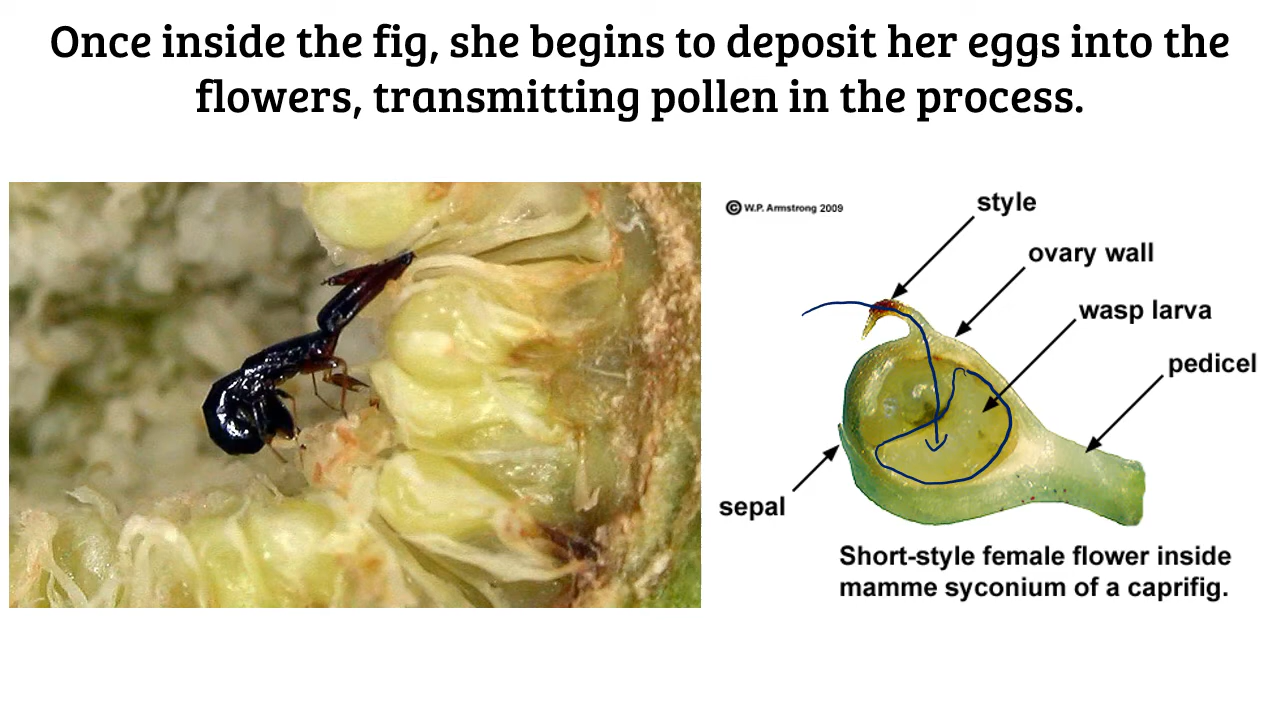 Once inside the fig, she begins to deposit her eggs into the
flowers, transmitting pollen in the process.
© W.P. Armstrong 2009
style
ovary wall
wasp larva
pedicel
sepal
Short-style female flower inside
mamme syconium of a caprifig.